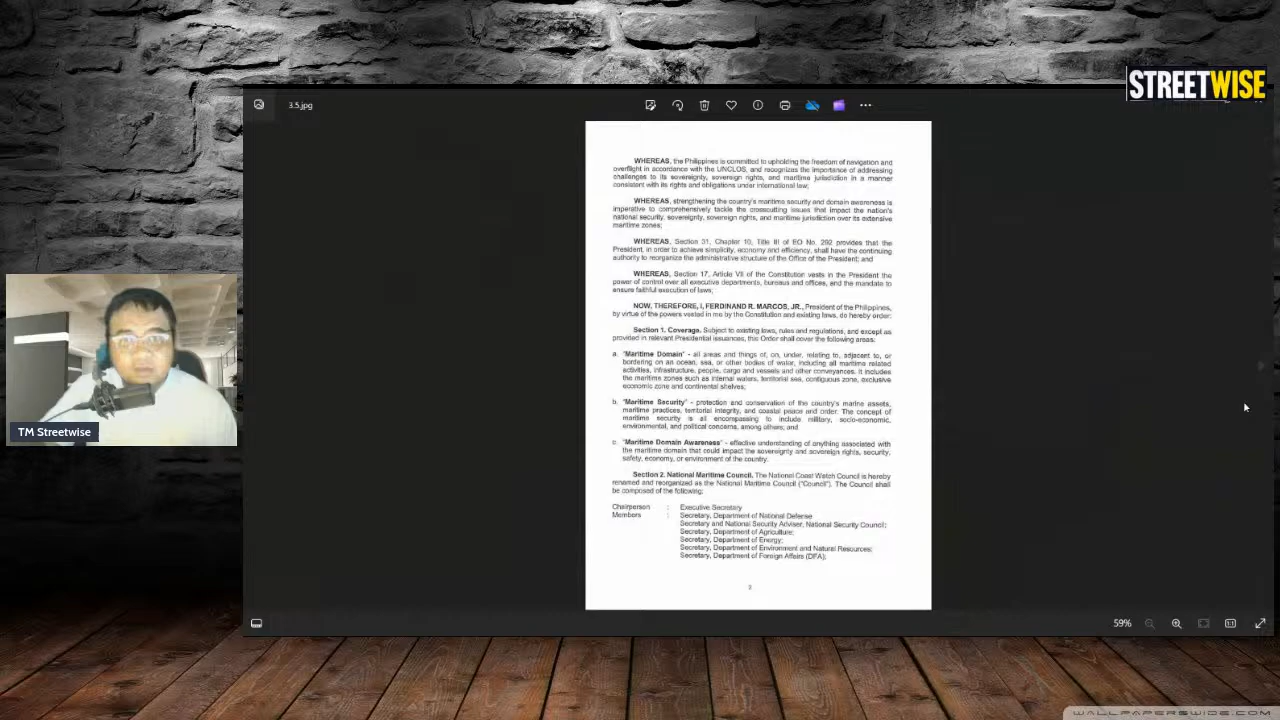 STREETWISE
3.5.jpg
WHEREAS, the Philippines is committed to upholding the freedom of navigation and
overflight in accordance with the UNCLOS, and recognizes the importance of addressing
challenges to its sovereignty, sovereign rights, and maritime jurisdiction in a manner
consistent with its rights and obligations under international law;
WHEREAS, strengthening the country's maritime security and domain awareness is
imperative to comprehensively tackle the crosscutting issues that impact the nation's
national security, sovereignty, sovereign rights, and maritime jurisdiction over its extensive
maritime zones;
WHEREAS, Section 31, Chapter 10, Title III of EO No. 292 provides that the
President, in order to achieve simplicity, economy and efficiency, shall have the continuing
authority to reorganize the administrative structure of the Office of the President; and
WHEREAS, Section 17, Article VII of the Constitution vests in the President the
power of control over all executive departments, bureaus and offices, and the mandate to
ensure faithful execution of laws;
NOW, THEREFORE, I, FERDINAND R. MARCOS, JR., President of the Philippines,
by virtue of the powers vested in me by the Constitution and existing laws, do hereby order:
Section 1. Coverage. Subject to existing laws, rules and regulations, and except as
provided in relevant Presidential issuances, this Order shall cover the following areas:
a. "Maritime Domain" - all areas and things of, on, under, relating to, adjacent to, or
bordering on an ocean, sea, or other bodies of water, including all maritime related
activities, infrastructure, people, cargo and vessels and other conveyances. It includes
the maritime zones such as internal waters, territorial sea, contiguous zone, exclusive
economic zone and continental shelves;
b. "Maritime Security" - protection and conservation of the country's marine assets,
maritime practices, territorial integrity, and coastal peace and order. The concept of
maritime security is all encompassing to include military, socio-economic,
environmental, and political concerns, among others; and
c. "Maritime Domain Awareness" - effective understanding of anything associated with
the maritime domain that could impact the sovereignty and sovereign rights, security,
safety, economy, or environment of the country.
Section 2. National Maritime Council. The National Coast Watch Council is hereby
renamed and reorganized as the National Maritime Council ("Council"). The Council shall
be composed of the following:
Chairperson : Executive Secretary
Members : Secretary, Department of National Defense
Secretary and National Security Adviser, National Security Council;
Secretary, Department of Agriculture;
Secretary, Department of Energy;
Secretary, Department of Environment and Natural Resources;
Secretary, Department of Foreign Affairs (DFA);
TM Streetwise
59%
WALLPAPERSWIDE.COM